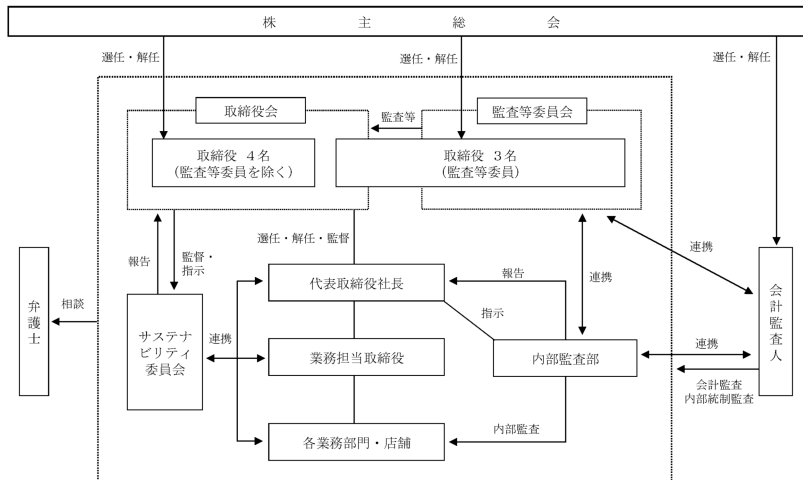 株主総会
選任・解任
選任・解任
選任・解任
取締役会
監査等
監査等委員会
取締役 4名
(監査等委員を除く)
取締役 3名
(監査等委員)
報告
監督・
指示
選任・解任・監督
連携
連携
弁護士
相談
代表取締役社長
報告
指示
会計監査人
サステナ
ビリティ
委員会
連携
業務担当取締役
内部監査部
連携
会計監査
内部統制監査
各業務部門・店舗
内部監査